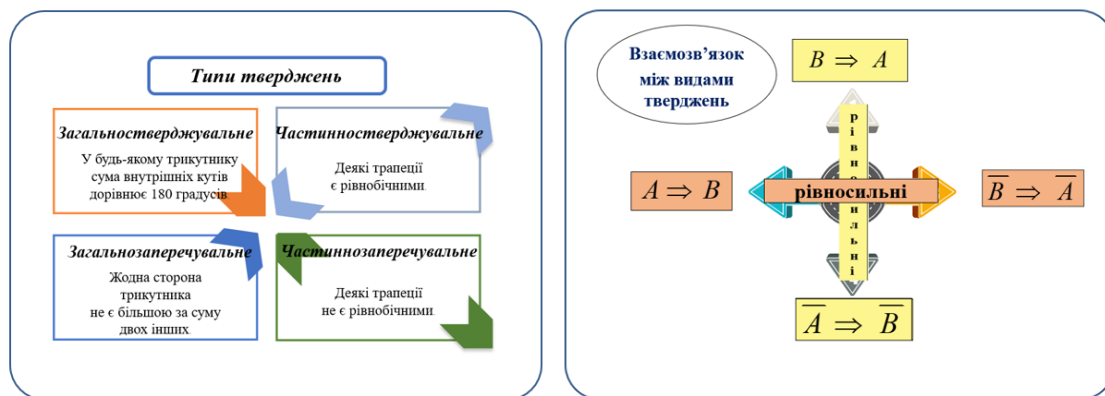 Типи тверджень
Загальностверджувальне
У будь-якому трикутнику
сума внутрішніх кутів
дорівнює 180 градусів
Частинностверджувальне
Деякі трапеції
є рівнобічними.
Загальнозаперечувальне
Жодна сторона
трикутника
не є більшою за суму
двох інших.
Частиннозаперечувальне
Деякі трапеції
не є рівнобічними.
Взаємозв’язок
між видами
тверджень
B ⇒ A
рівносильні
A ⇒ B
рівносильні
B̅ ⇒ A̅
A̅ ⇒ B̅